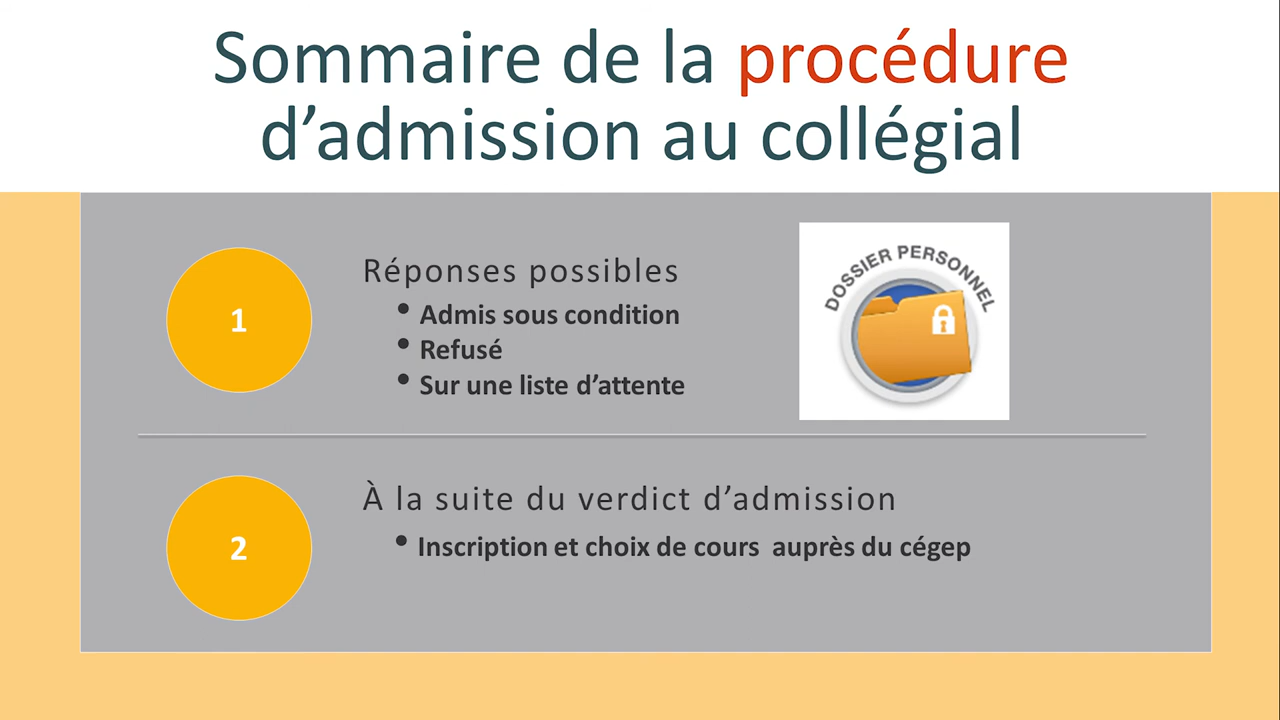 Sommaire de la procédure
d’admission au collégial
1
Réponses possibles
• Admis sous condition
• Refusé
• Sur une liste d’attente
DOSSIER PERSONNEL
2
À la suite du verdict d’admission
• Inscription et choix de cours  auprès du cégep